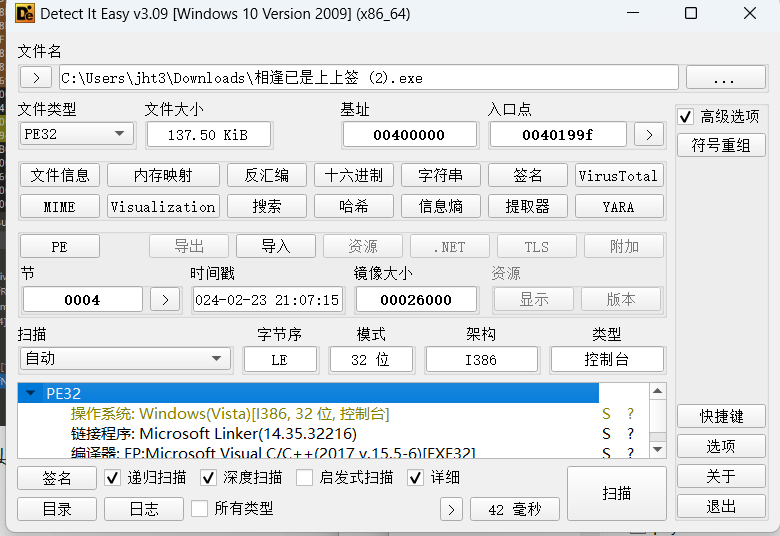 Detect It Easy v3.09 [Windows 10 Version 2009] (x86_64)
文件名
> C:\Users\jht3\Downloads\相逢已是上上签 (2).exe ...
文件类型 文件大小 基址 入口点 高级选项
PE32 137.50 KiB 00400000 0040199f > 符号重组
文件信息 内存映射 反汇编 十六进制 字符串 签名 VirusTotal
MIME Visualization 搜索 哈希 信息熵 提取器 YARA
PE 导出 导入 资源 .NET TLS 附加
节 时间戳 镜像大小 资源
0004 > 024-02-23 21:07:15 00026000 显示 版本
扫描 字节序 模式 架构 类型
自动 LE 32 位 I386 控制台
PE32
操作系统: Windows(Vista)[I386, 32 位, 控制台] S ?
链接程序: Microsoft Linker(14.35.32216) S ?
编译器: EP:Microsoft Visual C/C++(2017 v.15.5-6)[EXE32] S ?
快捷键
选项
签名 递归扫描 深度扫描 启发式扫描 详细 扫描 关于
目录 日志 所有类型 > 42 毫秒 退出